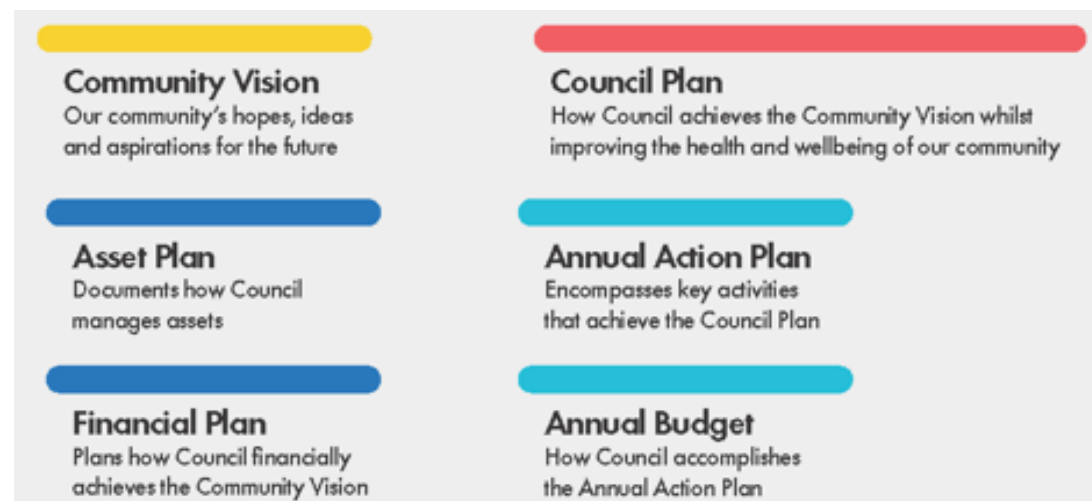 Community Vision
Our community's hopes, ideas
and aspirations for the future
Council Plan
How Council achieves the Community Vision whilst
improving the health and wellbeing of our community
Asset Plan
Documents how Council
manages assets
Annual Action Plan
Encompasses key activities
that achieve the Council Plan
Financial Plan
Plans how Council financially
achieves the Community Vision
Annual Budget
How Council accomplishes
the Annual Action Plan